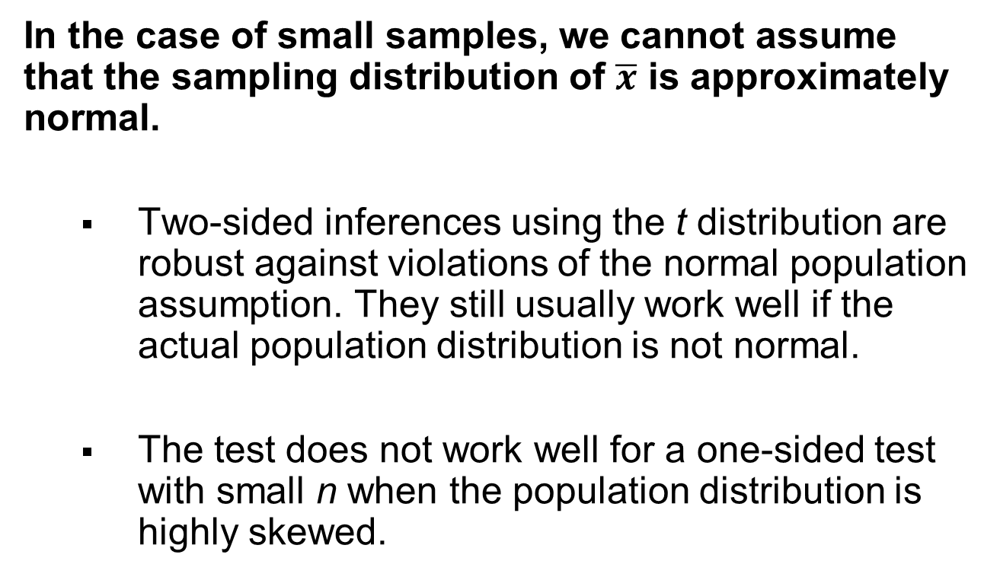 In the case of small samples, we cannot assume
that the sampling distribution of x̅ is approximately
normal.
▪ Two-sided inferences using the t distribution are
robust against violations of the normal population
assumption. They still usually work well if the
actual population distribution is not normal.
▪ The test does not work well for a one-sided test
with small n when the population distribution is
highly skewed.